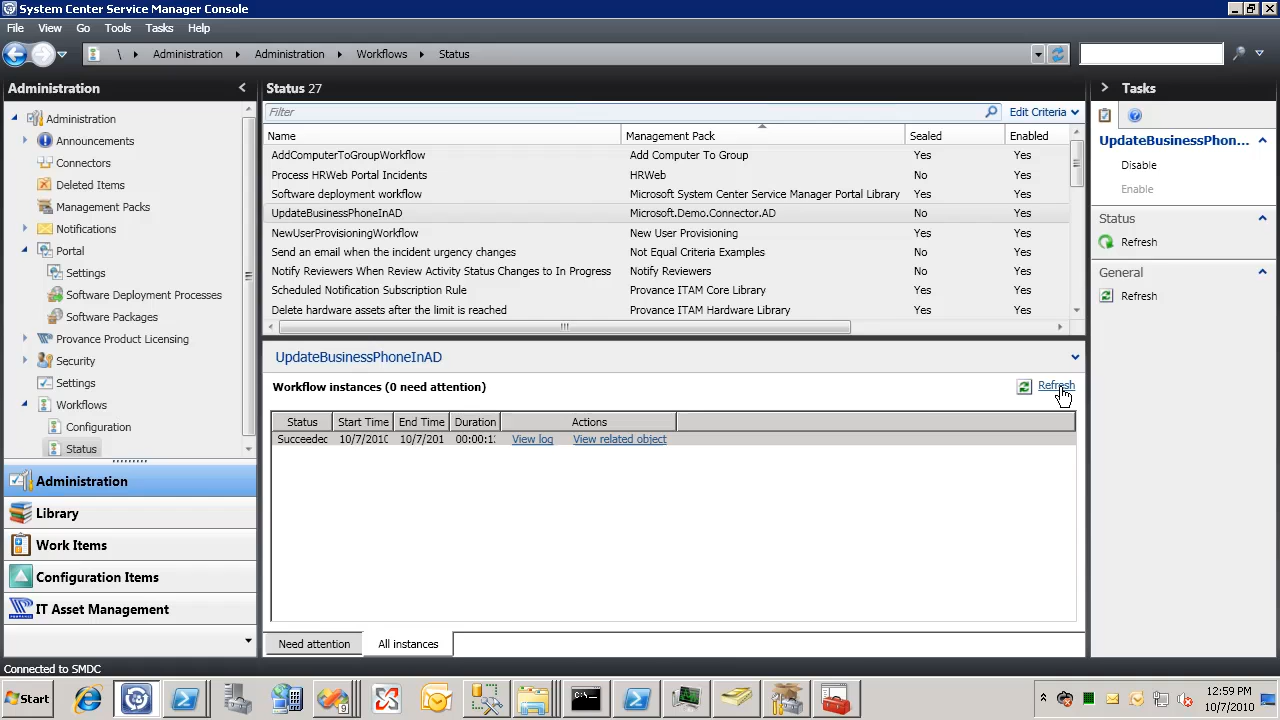 System Center Service Manager Console
File View Go Tools Tasks Help
\ Administration Administration Workflows Status
Administration
Administration
Announcements
Connectors
Deleted Items
Management Packs
Notifications
Portal
Settings
Software Deployment Processes
Software Packages
Provance Product Licensing
Security
Settings
Workflows
Configuration
Status
Administration
Library
Work Items
Configuration Items
IT Asset Management
Status 27
Filter Edit Criteria
Name Management Pack Sealed Enabled
AddComputerToGroupWorkflow Add Computer To Group Yes Yes
Process HRWeb Portal Incidents HRWeb No Yes
Software deployment workflow Microsoft System Center Service Manager Portal Library Yes Yes
UpdateBusinessPhoneInAD Microsoft.Demo.Connector.AD No Yes
NewUserProvisioningWorkflow New User Provisioning Yes Yes
Send an email when the incident urgency changes Not Equal Criteria Examples No Yes
Notify Reviewers When Review Activity Status Changes to In Progress Notify Reviewers No Yes
Scheduled Notification Subscription Rule Provance ITAM Core Library Yes Yes
Delete hardware assets after the limit is reached Provance ITAM Hardware Library Yes Yes
UpdateBusinessPhoneInAD
Workflow instances (0 need attention) Refresh
Status Start Time End Time Duration Actions
Succeedec 10/7/201( 10/7/201 00:00:1: View log View related object
Need attention All instances
Tasks
UpdateBusinessPhon...
Disable
Enable
Status
Refresh
General
Refresh
Connected to SMDC
Start 12:59 PM
10/7/2010